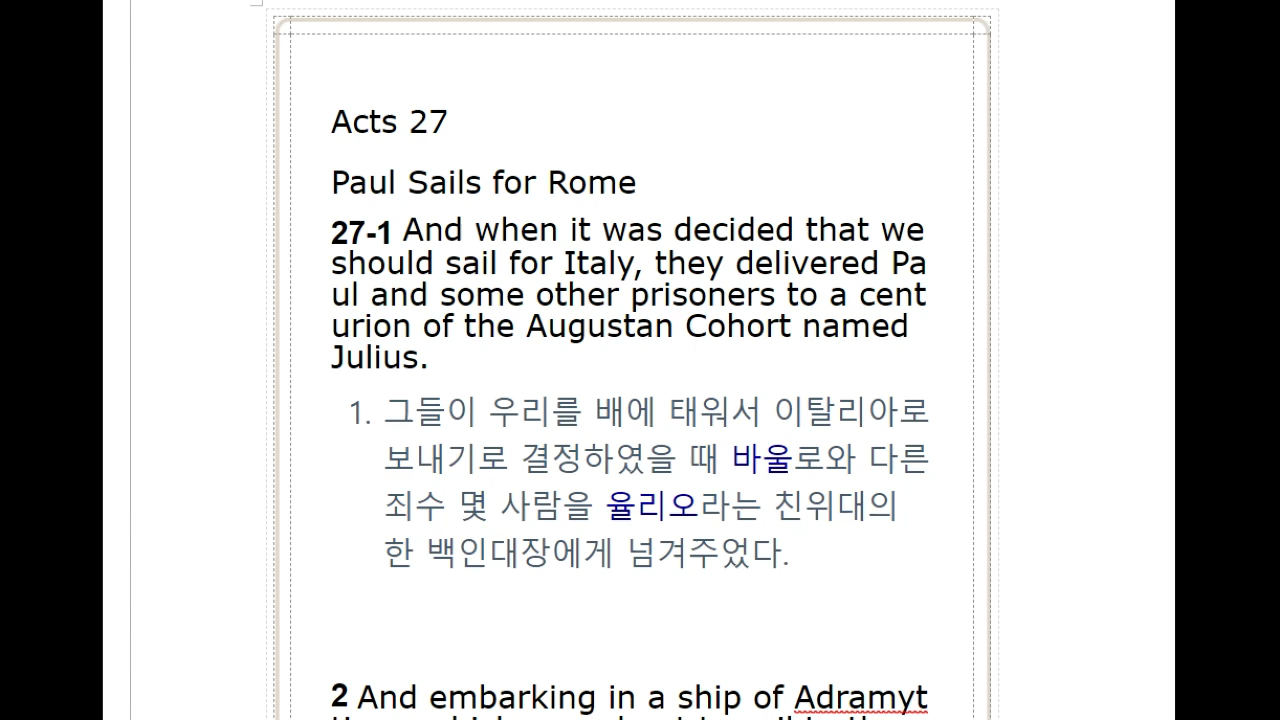 Acts 27
Paul Sails for Rome
27-1 And when it was decided that we
should sail for Italy, they delivered Pa
ul and some other prisoners to a cent
urion of the Augustan Cohort named
Julius.
1. 그들이 우리를 배에 태워서 이탈리아로
보내기로 결정하였을 때 바울로와 다른
죄수 몇 사람을 율리오라는 친위대의
한 백인대장에게 넘겨주었다.
2 And embarking in a ship of Adramyt